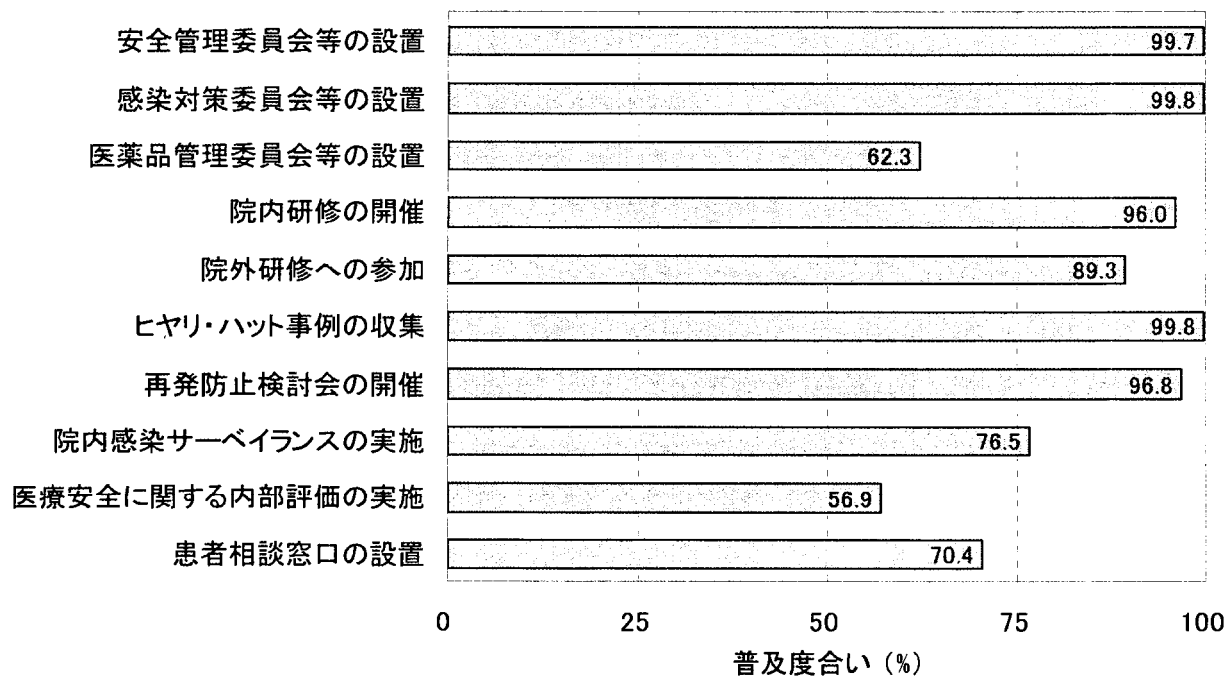 安全管理委員会等の設置 99.7
感染対策委員会等の設置 99.8
医薬品管理委員会等の設置 62.3
院内研修の開催 96.0
院外研修への参加 89.3
ヒヤリ・ハット事例の収集 99.8
再発防止検討会の開催 96.8
院内感染サーベイランスの実施 76.5
医療安全に関する内部評価の実施 56.9
患者相談窓口の設置 70.4
0 25 50 75 100
普及度合い (%)